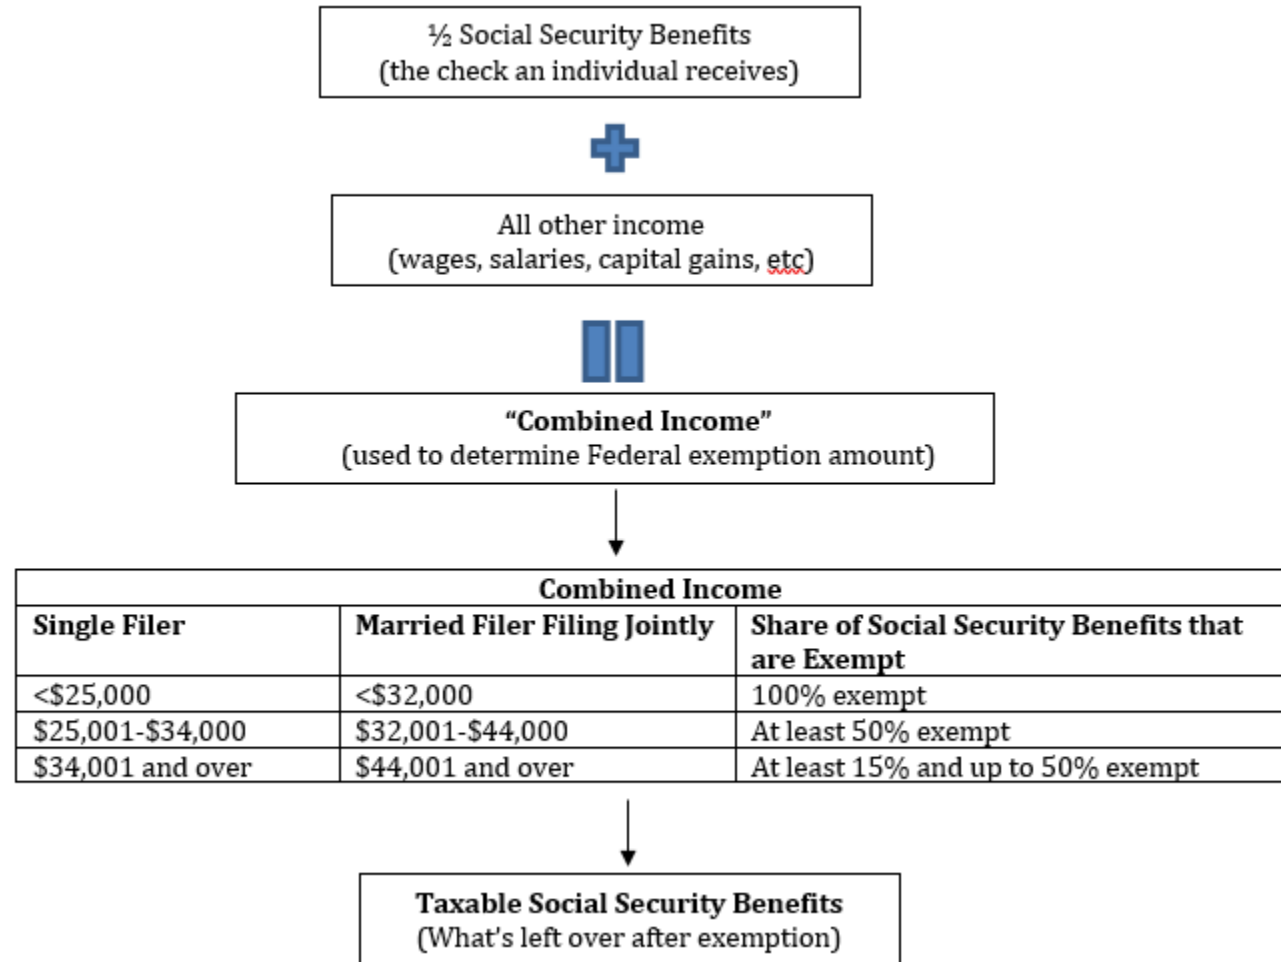 ½ Social Security Benefits
(the check an individual receives)
All other income
(wages, salaries, capital gains, etc)
“Combined Income”
(used to determine Federal exemption amount)
Combined Income
Single Filer
Married Filer Filing Jointly
Share of Social Security Benefits that
are Exempt
<$25,000
<$32,000
100% exempt
$25,001-$34,000
$32,001-$44,000
At least 50% exempt
$34,001 and over
$44,001 and over
At least 15% and up to 50% exempt
Taxable Social Security Benefits
(What’s left over after exemption)